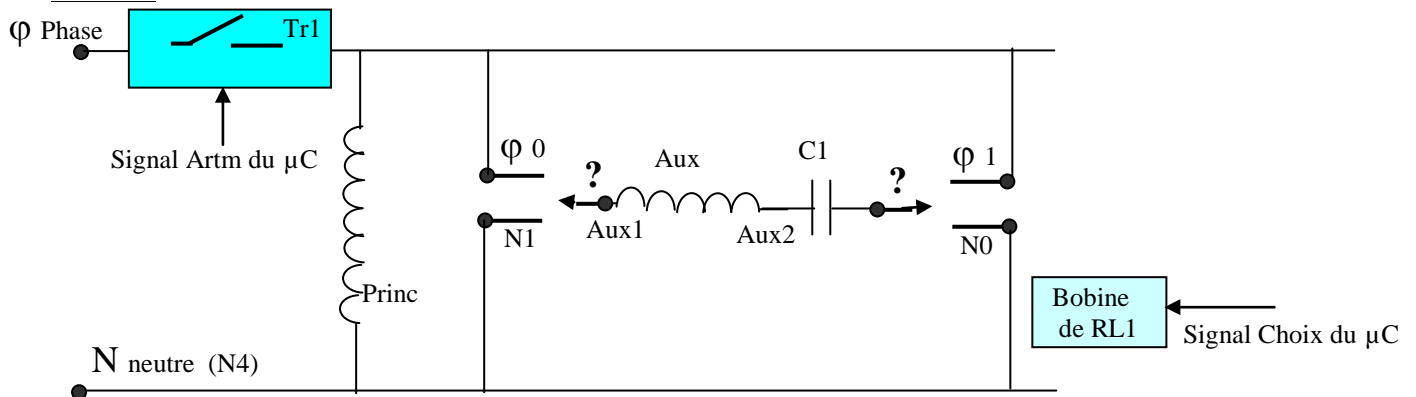 φ Phase
Tr1
Signal Artm du µC
φ 0
Aux
C1
φ 1
?
?
N1
Aux1
Aux2
N0
Princ
Bobine
de RL1
Signal Choix du µC
N neutre (N4)